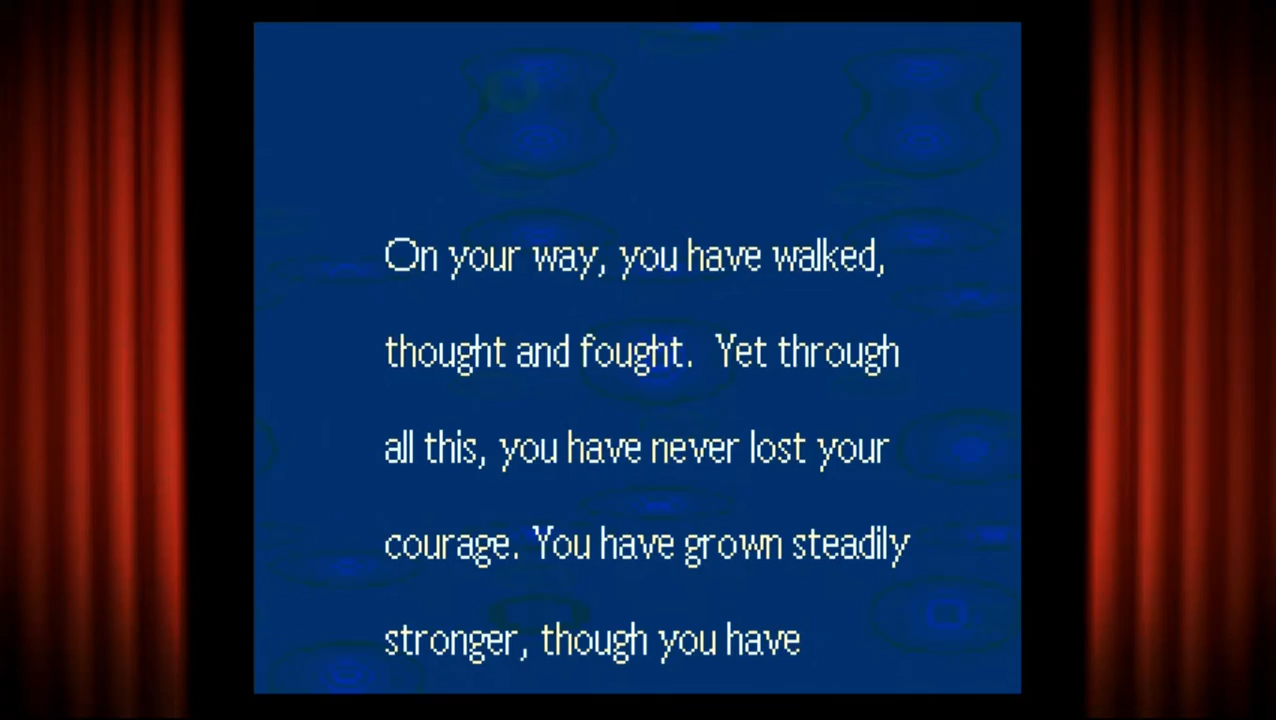 On your way, you have walked,
thought and fought.  Yet through
all this, you have never lost your
courage. You have grown steadily
stronger, though you have